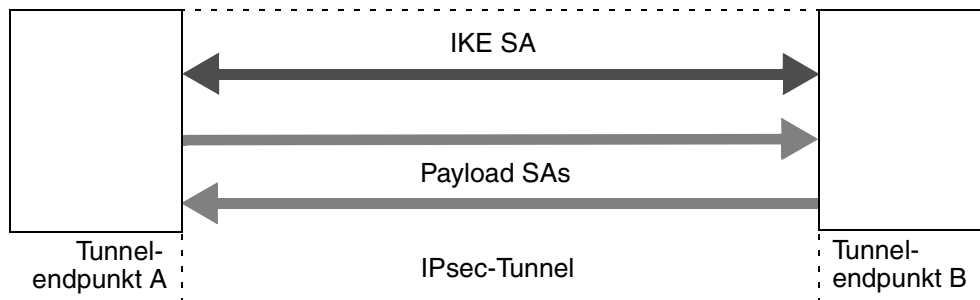 IKE SA
Payload SAs
Tunnel-
endpunkt A
IPsec-Tunnel
Tunnel-
endpunkt B